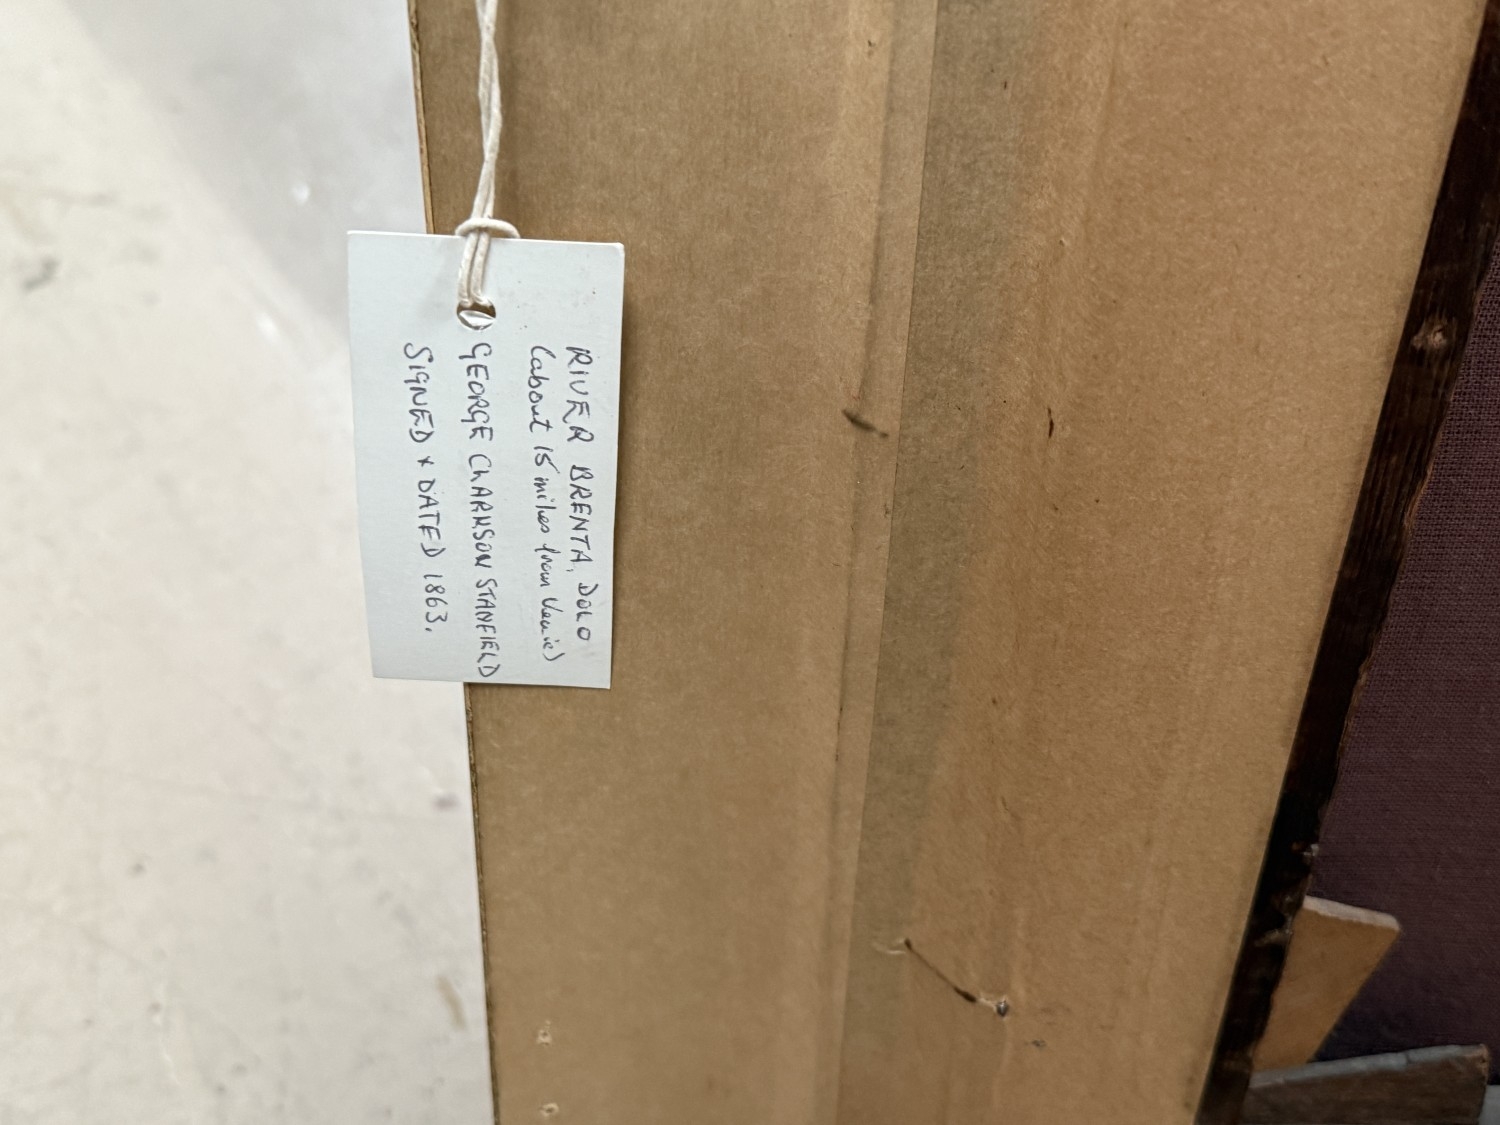 RIVER BRENTA, DOLO
(about 15 miles from Venice)
GEORGE CLARKSON STANFIELD
SIGNED & DATED 1863.